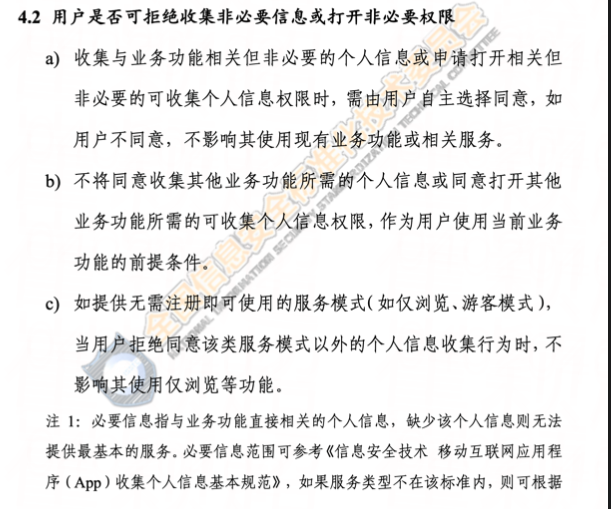 4.2 用户是否可拒绝收集非必要信息或打开非必要权限
a) 收集与业务功能相关但非必要的个人信息或申请打开相关但
非必要的可收集个人信息权限时，需由用户自主选择同意，如
用户不同意，不影响其使用现有业务功能或相关服务。
b) 不将同意收集其他业务功能所需的个人信息或同意打开其他
业务功能所需的可收集个人信息权限，作为用户使用当前业务
功能的前提条件。
c) 如提供无需注册即可使用的服务模式（如仅浏览、游客模式），
当用户拒绝同意该类服务模式以外的个人信息收集行为时，不
影响其使用仅浏览等功能。
注 1：必要信息指与业务功能直接相关的个人信息，缺少该个人信息则无法
提供最基本的服务。必要信息范围可参考《信息安全技术 移动互联网应用程
序（App）收集个人信息基本规范》，如果服务类型不在该标准内，则可根据
全国信息安全标准化技术委员会